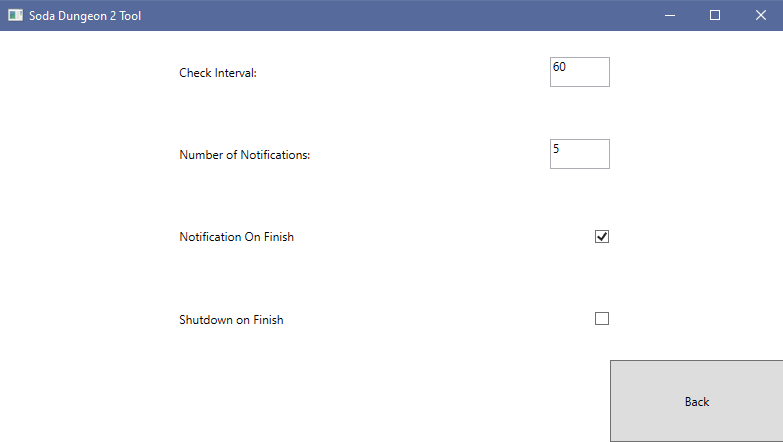 Soda Dungeon 2 Tool
Check Interval: 60
Number of Notifications: 5
Notification On Finish
Shutdown on Finish
Back